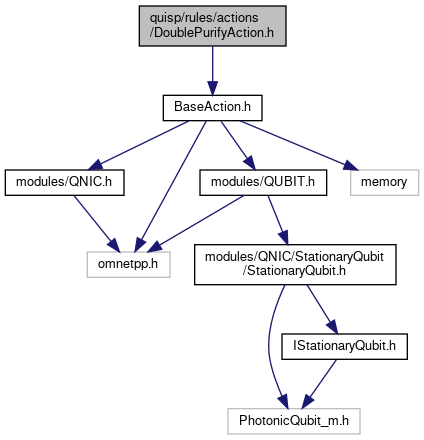 quisp/rules/actions
/DoublePurifyAction.h
BaseAction.h
modules/QNIC.h
modules/QUBIT.h
memory
omnetpp.h
modules/QNIC/StationaryQubit
/StationaryQubit.h
IStationaryQubit.h
PhotonicQubit_m.h